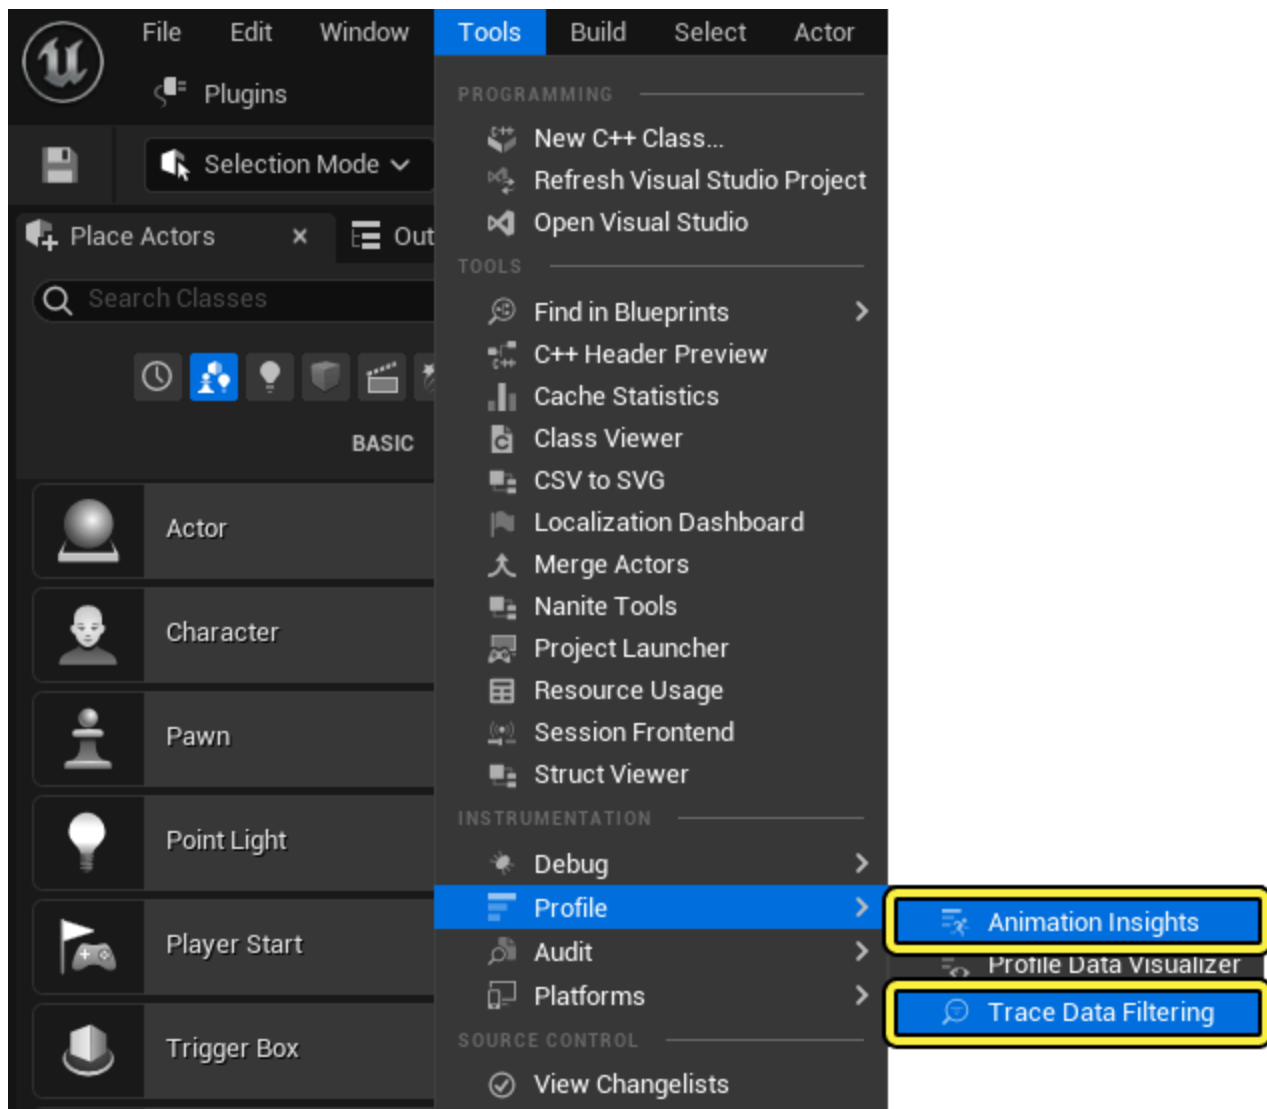 File Edit Window Tools Build Select Actor
Plugins
Selection Mode
Place Actors
Out
Search Classes
BASIC
Actor
Character
Pawn
Point Light
Player Start
Trigger Box
PROGRAMMING
New C++ Class...
Refresh Visual Studio Project
Open Visual Studio
TOOLS
Find in Blueprints
C++ Header Preview
Cache Statistics
Class Viewer
CSV to SVG
Localization Dashboard
Merge Actors
Nanite Tools
Project Launcher
Resource Usage
Session Frontend
Struct Viewer
INSTRUMENTATION
Debug
Profile
Audit
Platforms
SOURCE CONTROL
View Changelists
Animation Insights
Profile Data Visualizer
Trace Data Filtering